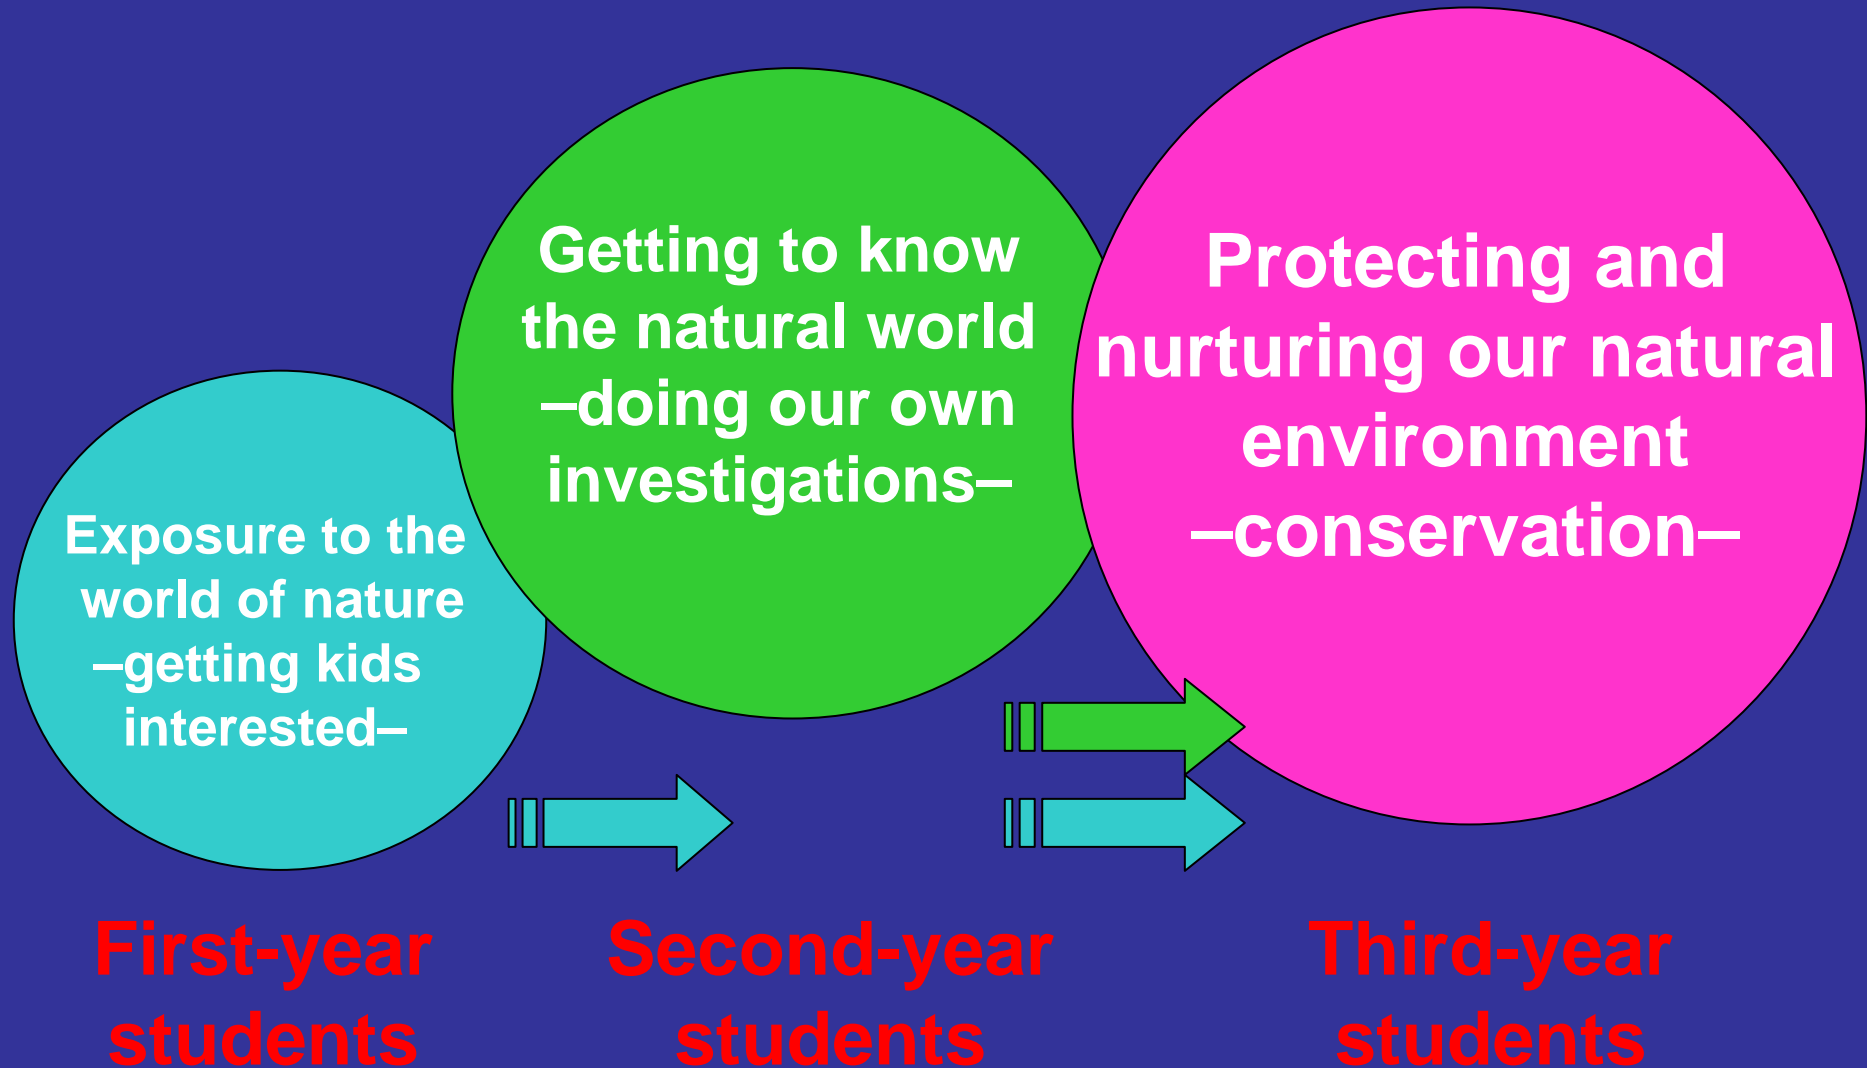 Exposure to the
world of nature
–getting kids
interested–
Getting to know
the natural world
–doing our own
investigations–
Protecting and
nurturing our natural
environment
–conservation–
First-year
students
Second-year
students
Third-year
students